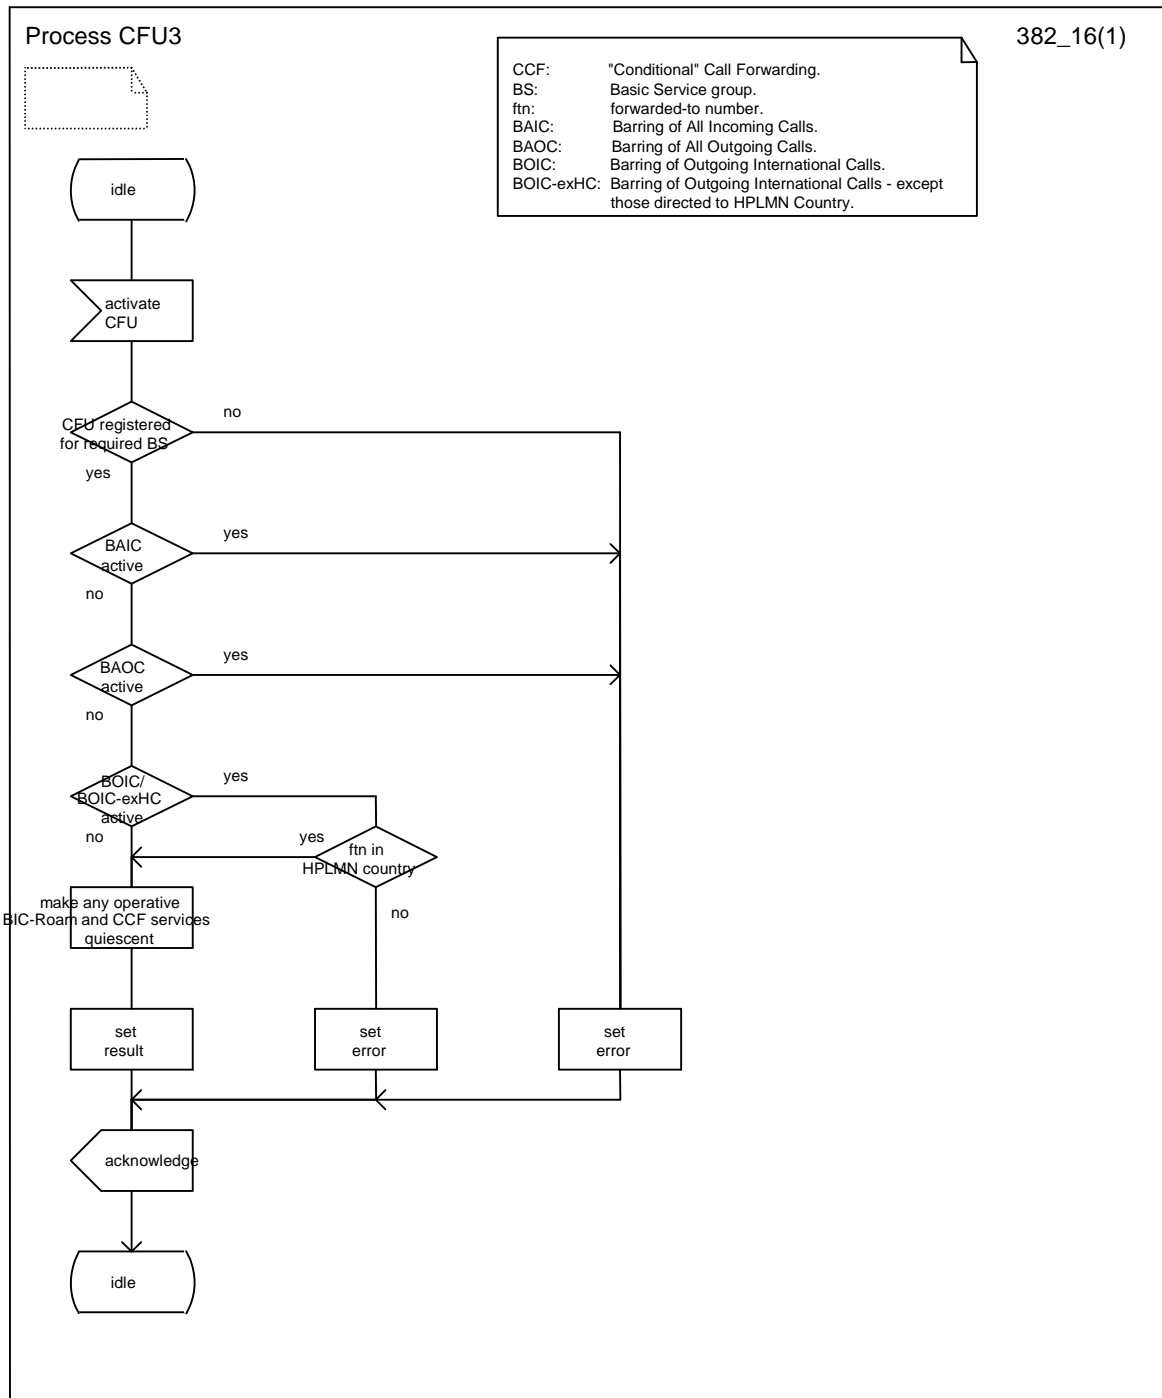 Process CFU3
382_16(1)
CCF: "Conditional" Call Forwarding.
BS: Basic Service group.
ftn: forwarded-to number.
BAIC: Barring of All Incoming Calls.
BAOC: Barring of All Outgoing Calls.
BOIC: Barring of Outgoing International Calls.
BOIC-exHC: Barring of Outgoing International Calls - except
those directed to HPLMN Country.
idle
activate
CFU
CFU registered
for required BS
no
yes
BAIC
active
yes
no
BAOC
active
yes
no
BOIC/
BOIC-exHC
active
yes
no
yes
ftn in
HPLMN country
no
make any operative
BIC-Roam and CCF services
quiescent
set
result
set
error
set
error
acknowledge
idle